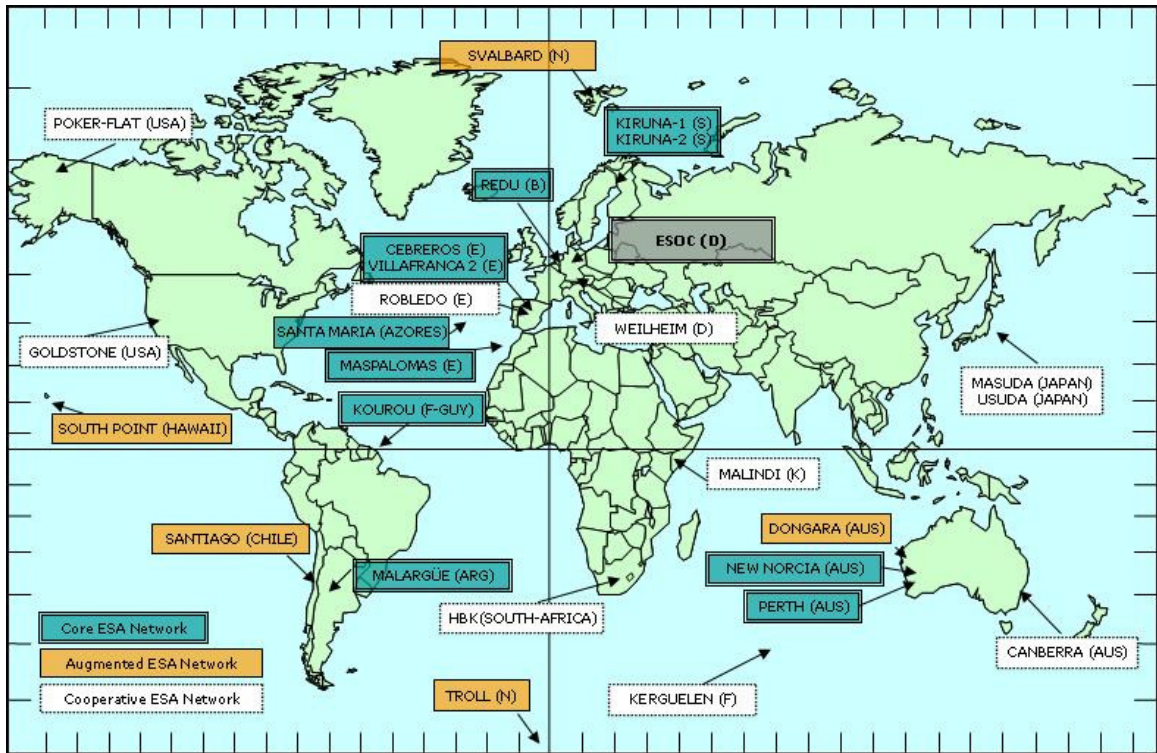 SVALBARD (N)
POKER-FLAT (USA)
KIRUNA-1 (S)
KIRUNA-2 (S)
REDU (B)
ESOC (D)
CEBREROS (E)
VILLAFRANCA 2 (E)
ROBLEDO (E)
SANTA MARIA (AZORES)
WEILHEIM (D)
GOLDSTONE (USA)
MASPALOMAS (E)
MASUDA (JAPAN)
USUDA (JAPAN)
KOUROU (F-GUY)
SOUTH POINT (HAWAII)
MALINDI (K)
SANTIAGO (CHILE)
DONGARA (AUS)
MALARGÜE (ARG)
NEW NORCIA (AUS)
HBK(SOUTH-AFRICA)
PERTH (AUS)
Core ESA Network
CANBERRA (AUS)
Augmented ESA Network
TROLL (N)
KERGUELEN (F)
Cooperative ESA Network